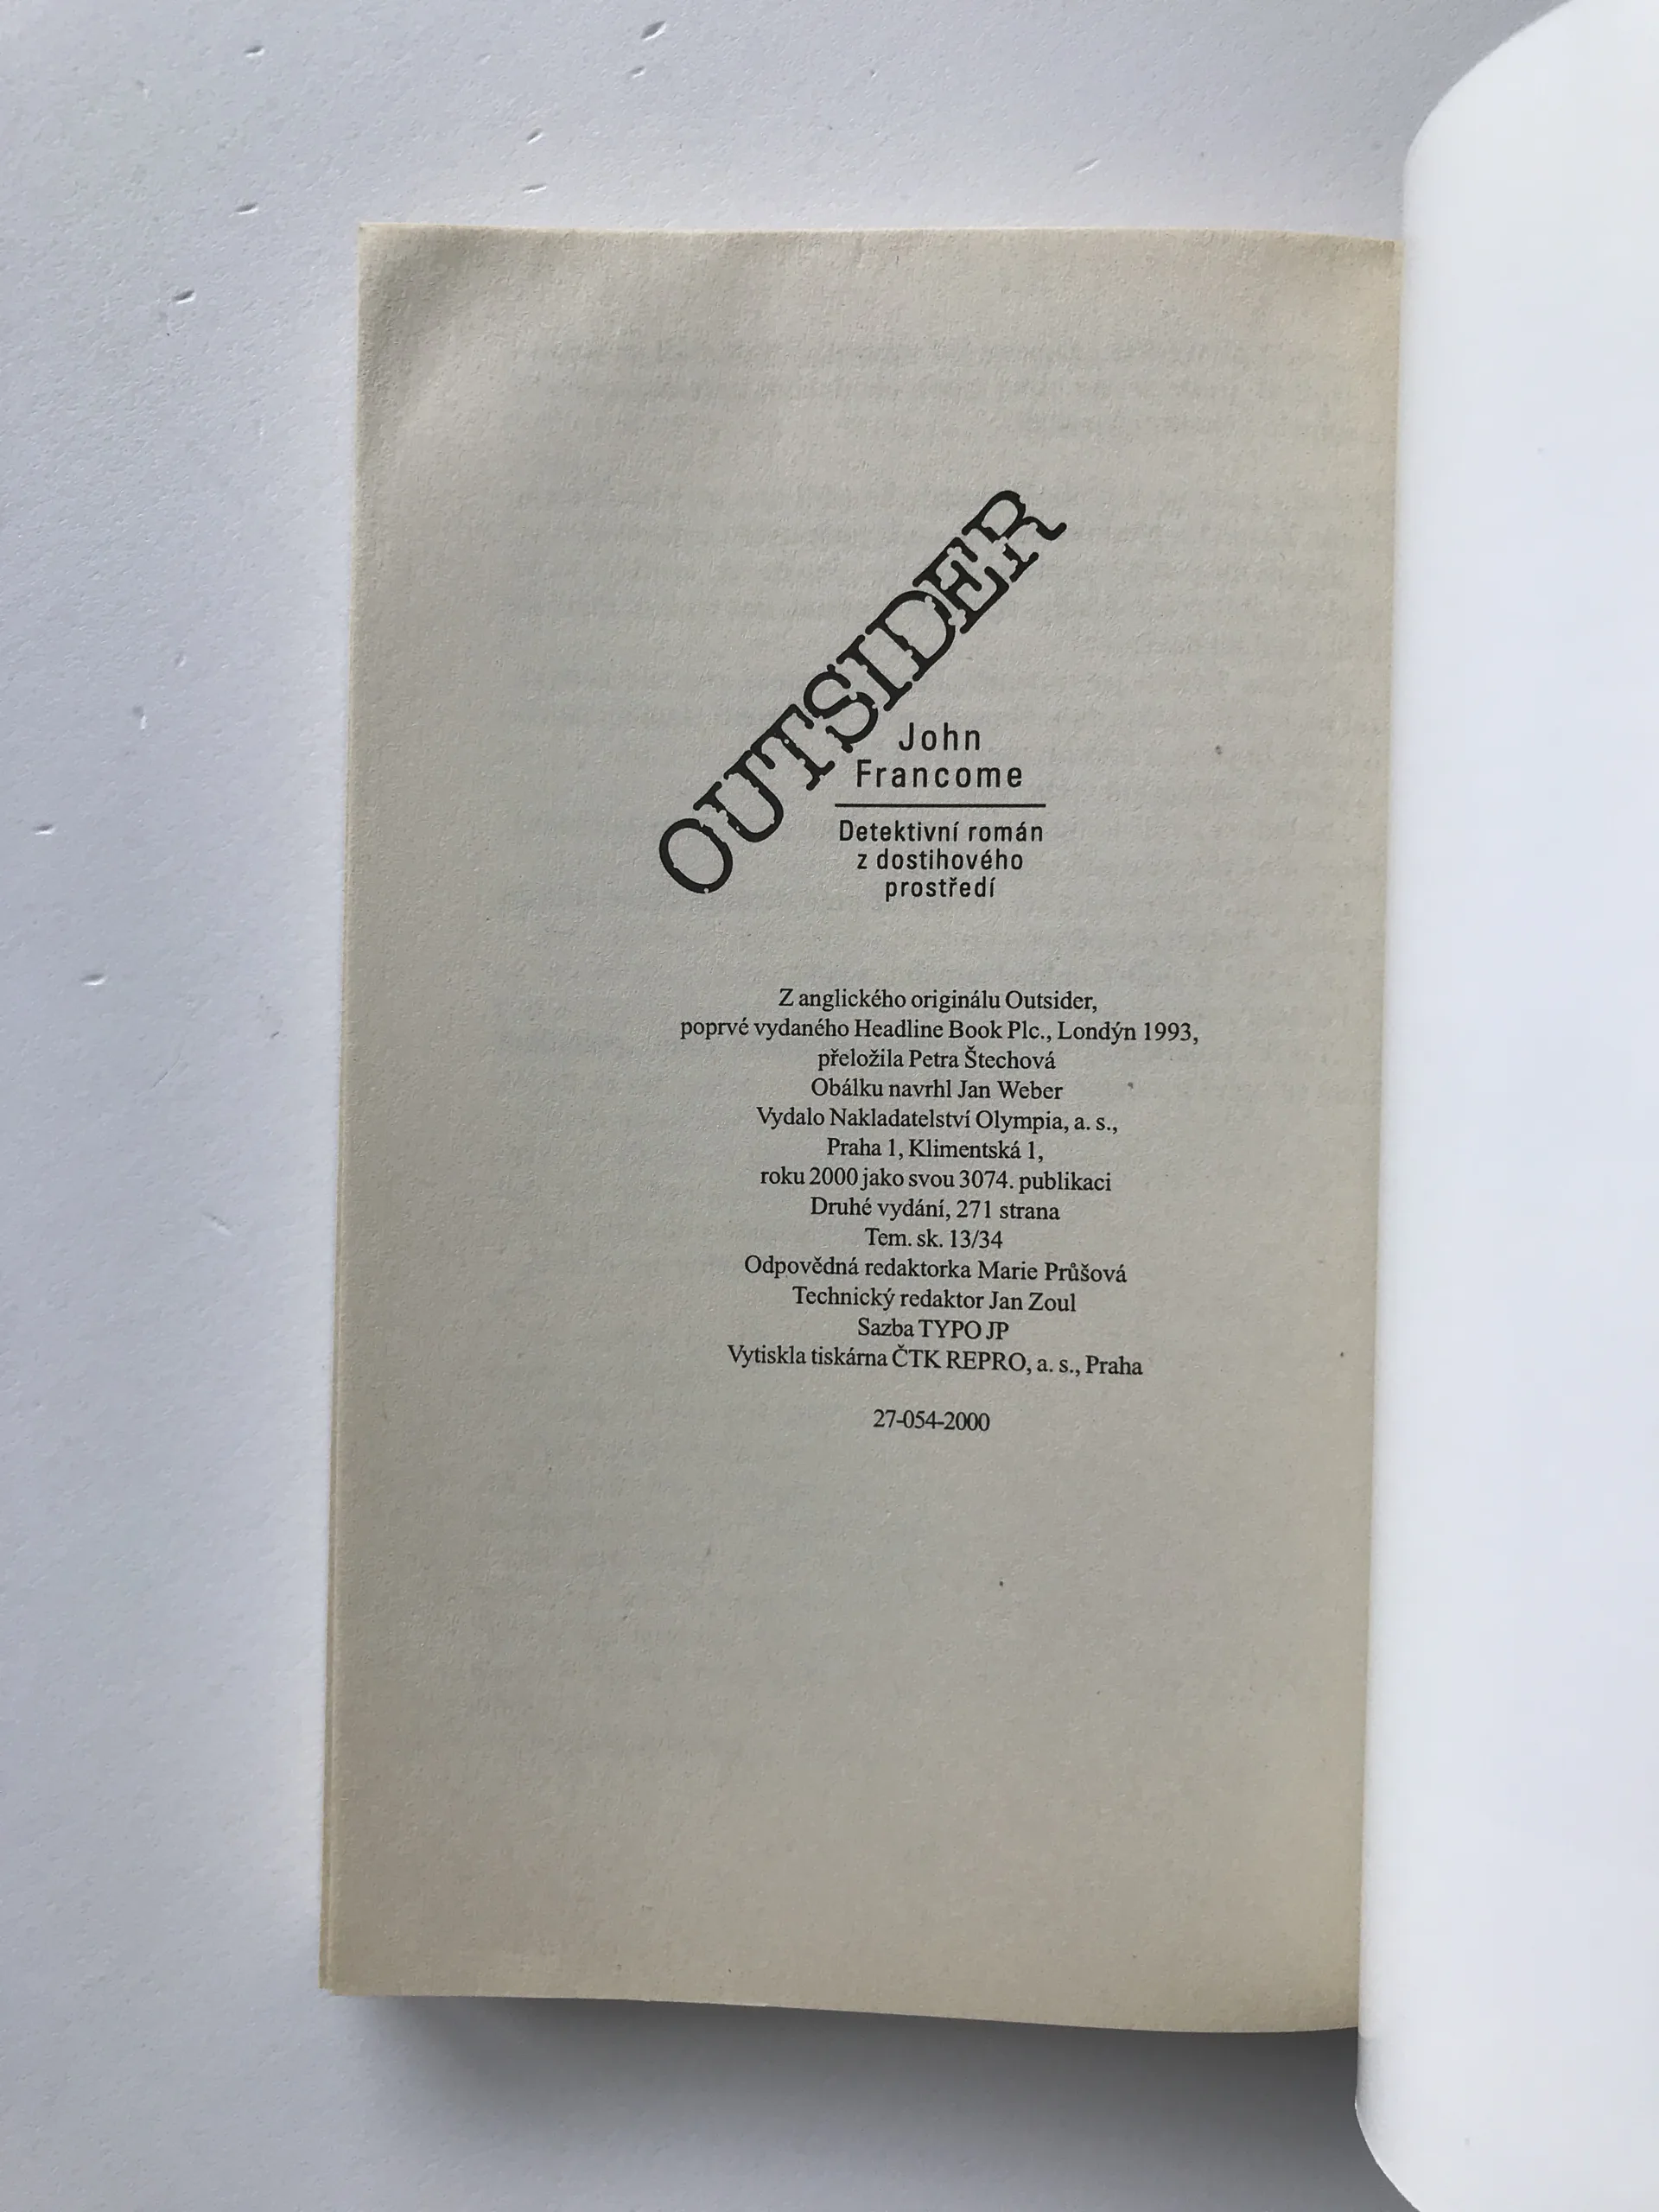 OUTSIDER
John
Francome
Detektivní román
z dostihového
prostředí
Z anglického originálu Outsider,
poprvé vydaného Headline Book Plc., Londýn 1993,
přeložila Petra Štechová
Obálku navrhl Jan Weber
Vydalo Nakladatelství Olympia, a. s.,
Praha 1, Klimentská 1,
roku 2000 jako svou 3074. publikaci
Druhé vydání, 271 strana
Tem. sk. 13/34
Odpovědná redaktorka Marie Průšová
Technický redaktor Jan Zoul
Sazba TYPO JP
Vytiskla tiskárna ČTK REPRO, a. s., Praha
27-054-2000